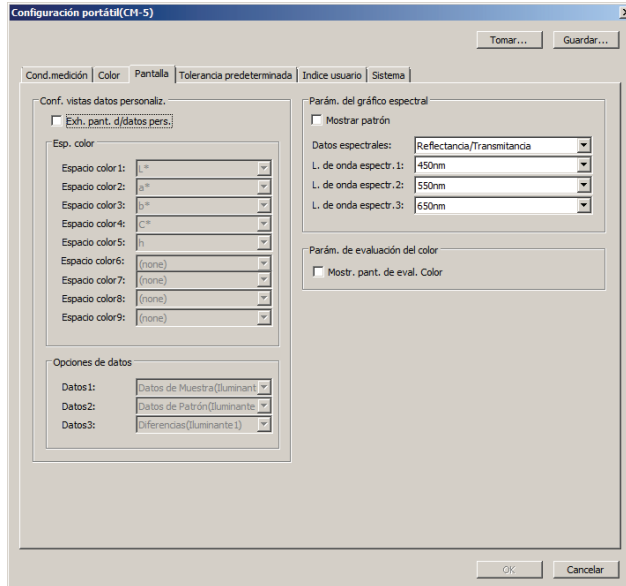 Configuración portátil(CM-5)
Tomar... Guardar...
Cond.medición Color Pantalla Tolerancia predeterminada Indice usuario Sistema
Conf. vistas datos personaliz.
Exh. pant. d/datos pers.
Esp. color
Espacio color1: L*
Espacio color2: a*
Espacio color3: b*
Espacio color4: C*
Espacio color5: h
Espacio color6: (none)
Espacio color7: (none)
Espacio color8: (none)
Espacio color9: (none)
Opciones de datos
Datos1: Datos de Muestra(Iluminant
Datos2: Datos de Patrón(Iluminante
Datos3: Diferencias(Iluminante1)
Parám. del gráfico espectral
Mostrar patrón
Datos espectrales: Reflectancia/Transmitancia
L. de onda espectr.1: 450nm
L. de onda espectr.2: 550nm
L. de onda espectr.3: 650nm
Parám. de evaluación del color
Mostr. pant. de eval. Color
OK Cancelar